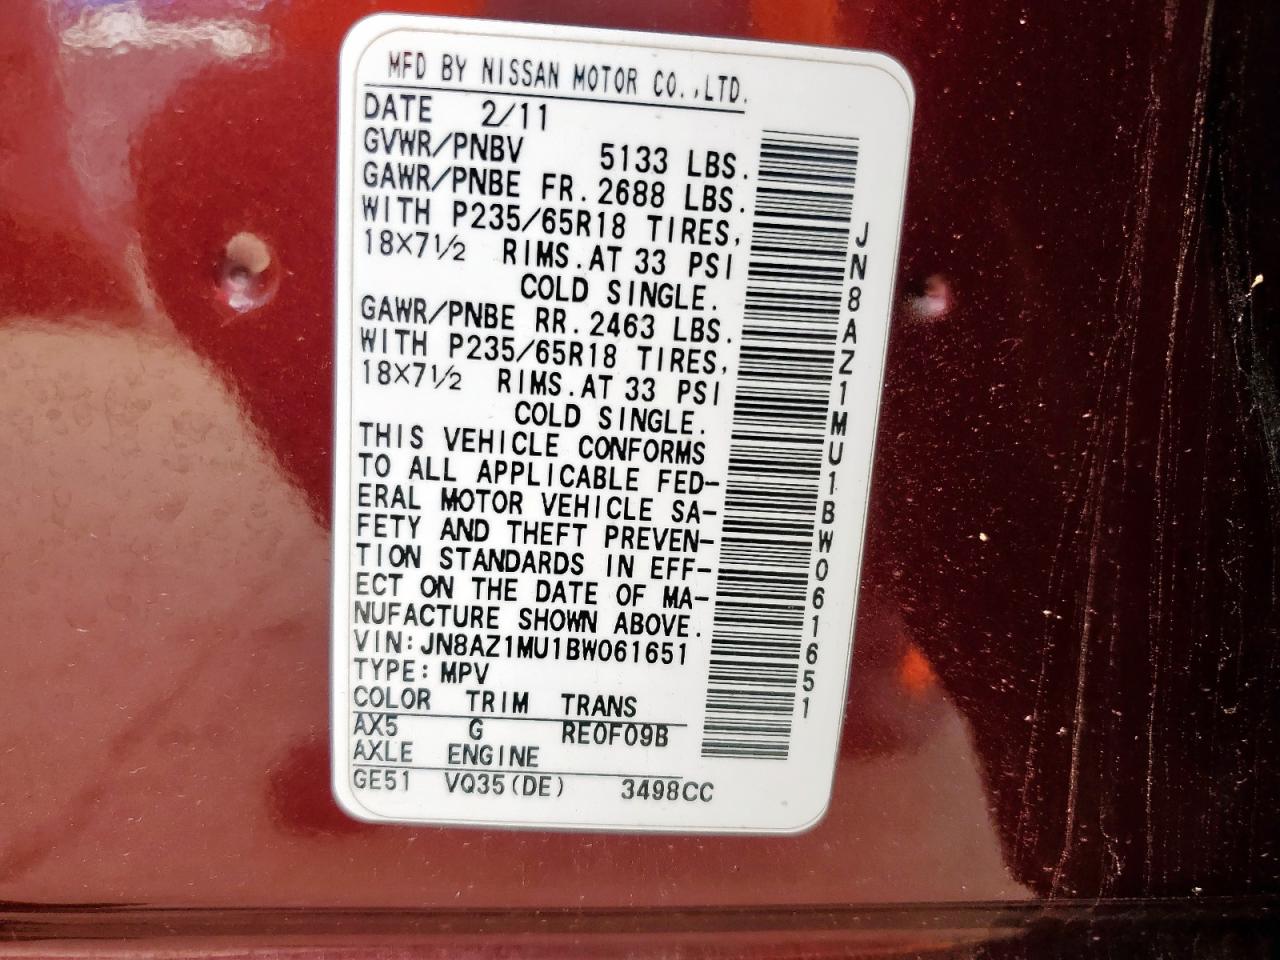 MFD BY NISSAN MOTOR CO.,LTD.
DATE 2/11
GVWR/PNBV 5133 LBS.
GAWR/PNBE FR. 2688 LBS.
WITH P235/65R18 TIRES,
18X7½ RIMS. AT 33 PSI
COLD SINGLE.
GAWR/PNBE RR. 2463 LBS.
WITH P235/65R18 TIRES,
18X7½ RIMS. AT 33 PSI
COLD SINGLE.
THIS VEHICLE CONFORMS
TO ALL APPLICABLE FED-
ERAL MOTOR VEHICLE SA-
FETY AND THEFT PREVEN-
TION STANDARDS IN EFF-
ECT ON THE DATE OF MA-
NUFACTURE SHOWN ABOVE.
VIN: JN8AZ1MU1BW061651
TYPE: MPV
COLOR TRIM TRANS
AX5 G RE0F09B
AXLE ENGINE
GE51 VQ35(DE) 3498CC
JN8AZ1MU1BW061651